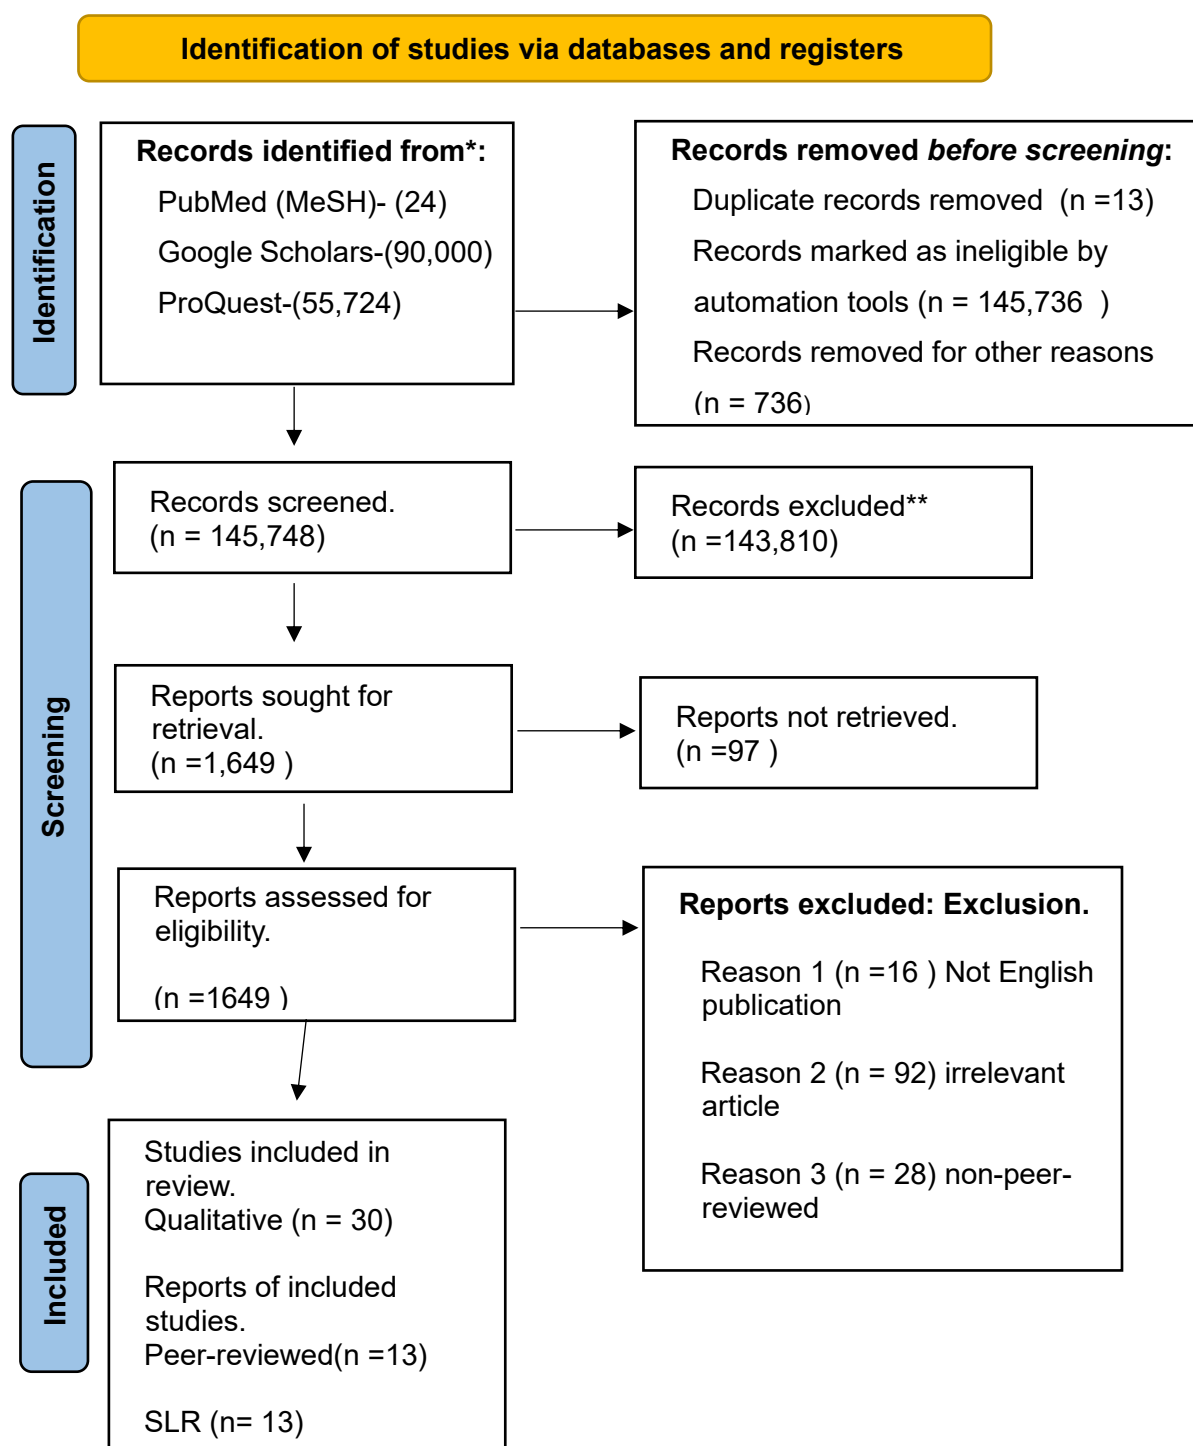 Identification of studies via databases and registers
Identification
Records identified from*:
PubMed (MeSH)- (24)
Google Scholars-(90,000)
ProQuest-(55,724)
Records removed before screening:
Duplicate records removed  (n =13)
Records marked as ineligible by
automation tools (n = 145,736  )
Records removed for other reasons
(n = 736)
Screening
Records screened.
(n = 145,748)
Records excluded**
(n =143,810)
Reports sought for
retrieval.
(n =1,649 )
Reports not retrieved.
(n =97 )
Reports assessed for
eligibility.
(n =1649 )
Reports excluded: Exclusion.
Reason 1 (n =16 ) Not English
publication
Reason 2 (n = 92) irrelevant
article
Reason 3 (n = 28) non-peer-
reviewed
Included
Studies included in
review.
Qualitative (n = 30)
Reports of included
studies.
Peer-reviewed(n =13)
SLR (n= 13)